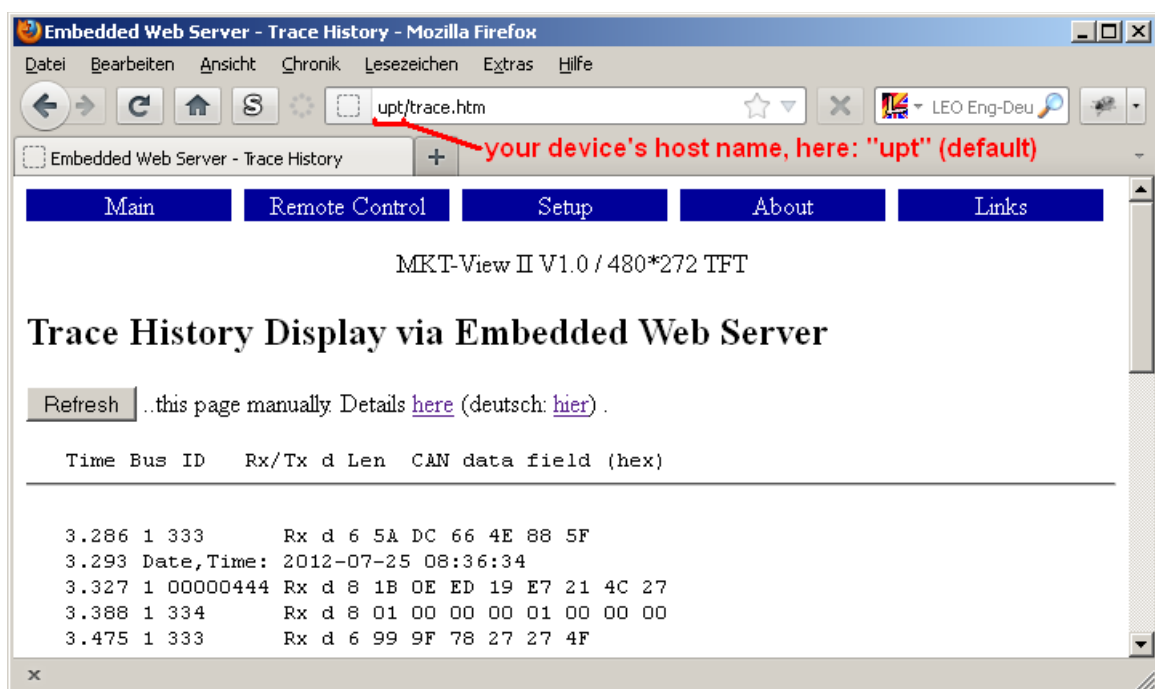 Embedded Web Server - Trace History - Mozilla Firefox
Datei Bearbeiten Ansicht Chronik Lesezeichen Extras Hilfe
S upt/trace.htm LEO Eng-Deu
Embedded Web Server - Trace History +
your device's host name, here: "upt" (default)
Main Remote Control Setup About Links
MKT-View II V1.0 / 480*272 TFT
Trace History Display via Embedded Web Server
Refresh ..this page manually. Details here (deutsch: hier) .
Time Bus ID Rx/Tx d Len CAN data field (hex)
3.286 1 333 Rx d 6 5A DC 66 4E 88 5F
3.293 Date,Time: 2012-07-25 08:36:34
3.327 1 00000444 Rx d 8 1B 0E ED 19 E7 21 4C 27
3.388 1 334 Rx d 8 01 00 00 00 01 00 00 00
3.475 1 333 Rx d 6 99 9F 78 27 27 4F
x